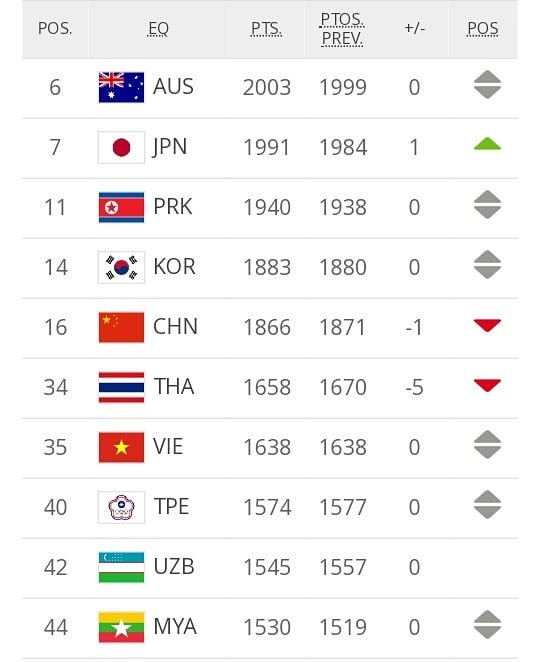 POS. EQ PTS. PTOS. PREV. +/- POS
6 AUS 2003 1999 0
7 JPN 1991 1984 1
11 PRK 1940 1938 0
14 KOR 1883 1880 0
16 CHN 1866 1871 -1
34 THA 1658 1670 -5
35 VIE 1638 1638 0
40 TPE 1574 1577 0
42 UZB 1545 1557 0
44 MYA 1530 1519 0